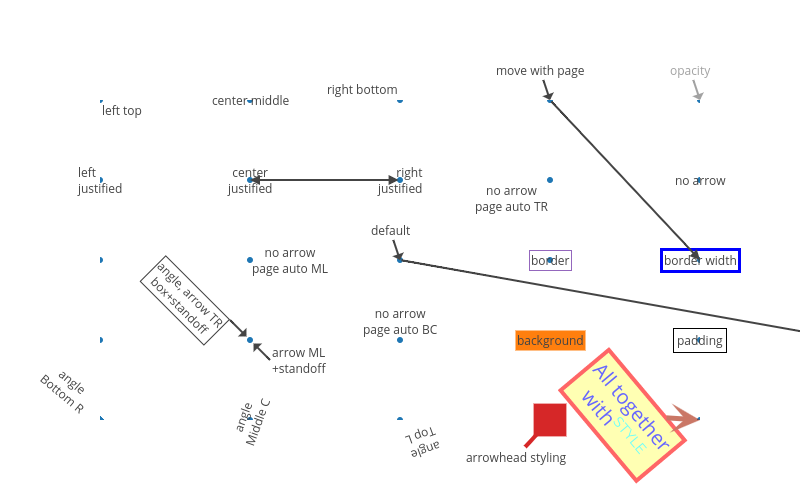 move with page
opacity
right bottom
center middle
left top
left
justified
center
justified
right
justified
no arrow
no arrow
page auto TR
default
no arrow
page auto ML
border
border width
angle, arrow TR
box+standoff
no arrow
page auto BC
background
padding
arrow ML
+standoff
angle
Bottom R
angle
Middle C
angle
Top L
All together
with STYLE
arrowhead styling